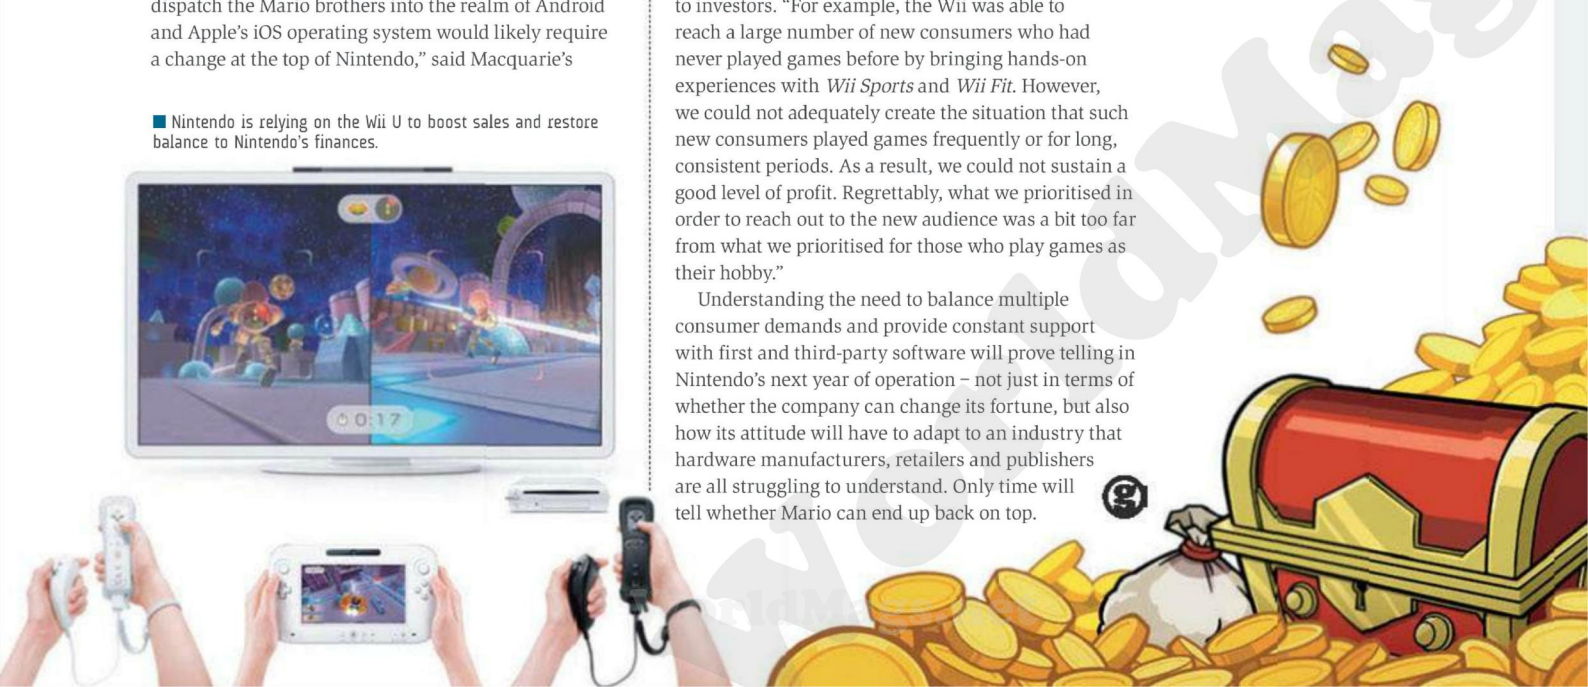 dispatch the Mario brothers into the realm of Android
and Apple's iOS operating system would likely require
a change at the top of Nintendo,” said Macquarie's
■ Nintendo is relying on the Wii U to boost sales and restore
balance to Nintendo's finances.
0:17
to investors. “For example, the Wii was able to
reach a large number of new consumers who had
never played games before by bringing hands-on
experiences with Wii Sports and Wii Fit. However,
we could not adequately create the situation that such
new consumers played games frequently or for long,
consistent periods. As a result, we could not sustain a
good level of profit. Regrettably, what we prioritised in
order to reach out to the new audience was a bit too far
from what we prioritised for those who play games as
their hobby.”
Understanding the need to balance multiple
consumer demands and provide constant support
with first and third-party software will prove telling in
Nintendo's next year of operation – not just in terms of
whether the company can change its fortune, but also
how its attitude will have to adapt to an industry that
hardware manufacturers, retailers and publishers
are all struggling to understand. Only time will
tell whether Mario can end up back on top.
g
WorldMag
WorldMags.net